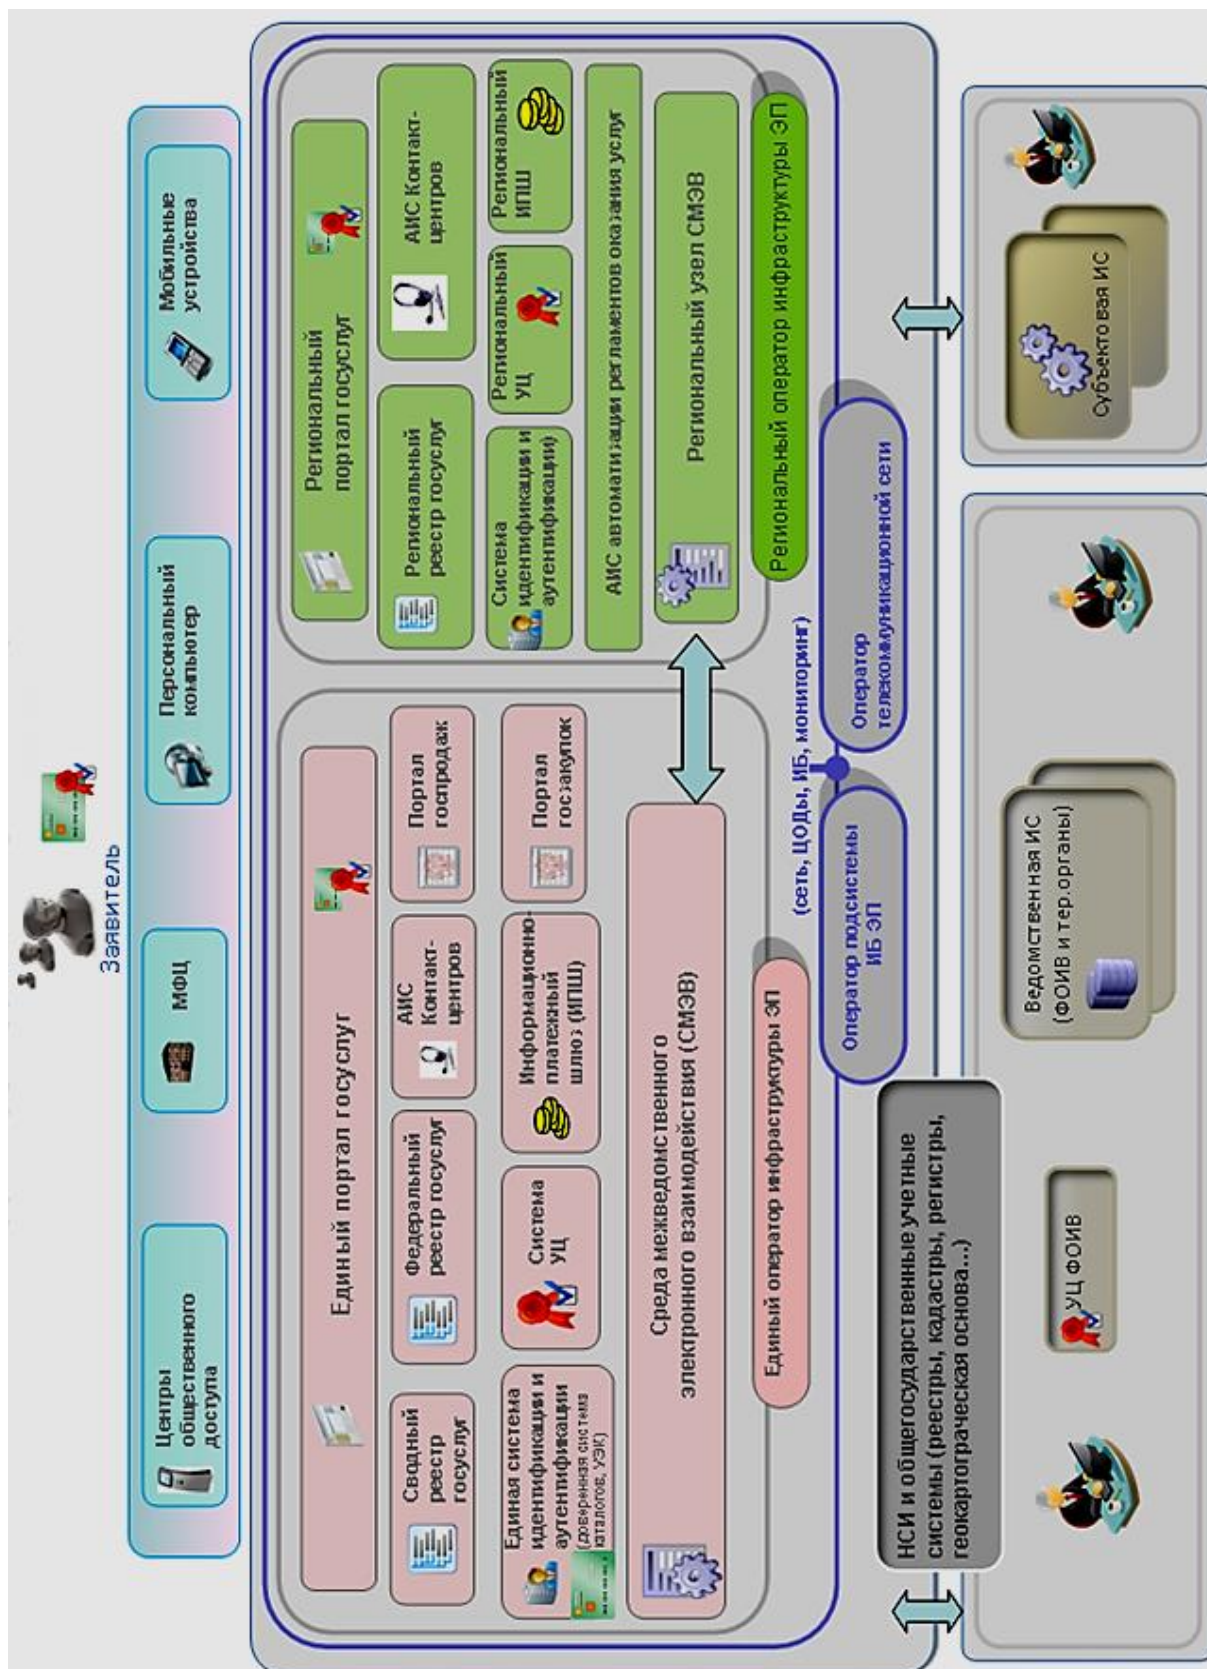 Заявитель
Центры
общественного
доступа
МФЦ
Персональный
компьютер
Мобильные
устройства
Единый портал госуслуг
Сводный
реестр
госуслуг
Федеральный
реестр госуслуг
АИС
Контакт-
центров
Портал
госпродаж
Единая система
идентификации и
аутентификации
(доверенная система
каталогов, УЭК)
Система
УЦ
Информационно-
платежный
шлюз (ИПШ)
Портал
госзакупок
Среда межведомственного
электронного взаимодействия (СМЭВ)
Единый оператор инфраструктуры ЭП
Региональный
портал госуслуг
Региональный
реестр госуслуг
АИС Контакт-
центров
Система
идентификации и
аутентификации)
Региональный
УЦ
Региональный
ИПШ
АИС автоматизации регламентов оказания услуг
Региональный узел СМЭВ
Региональный оператор инфраструктуры ЭП
(сеть, ЦОДы, ИБ, мониторинг)
Оператор подсистемы
ИБ ЭП
Оператор
телекоммуникационной сети
НСИ и общегосударственные учетные
системы (реестры, кадастры, регистры,
геокартограческая основа...)
УЦ ФОИВ
Ведомственная ИС
(ФОИВ и тер.органы)
Субъектовая ИС